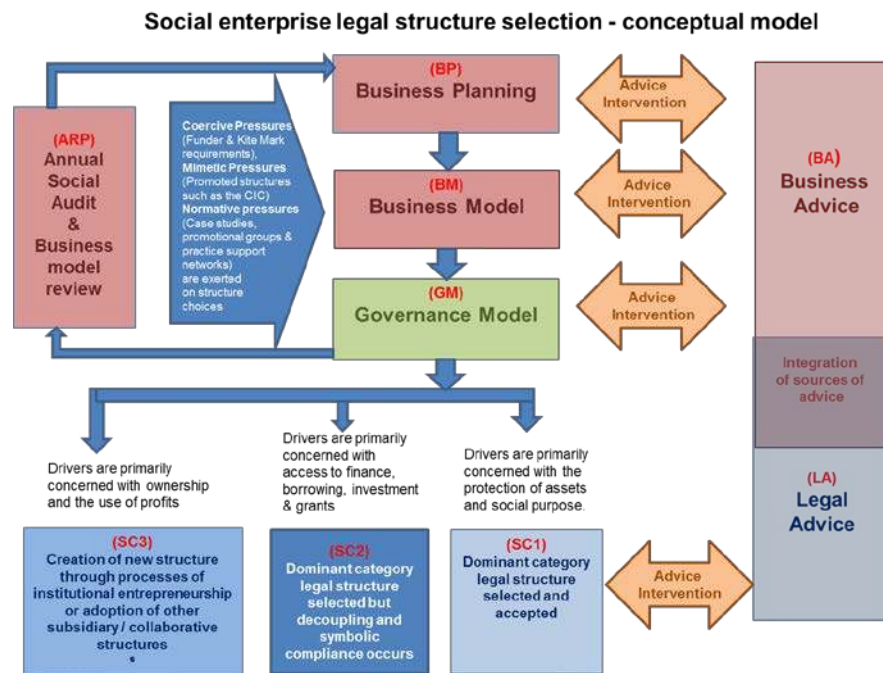 Social enterprise legal structure selection - conceptual model
(BP)
Business Planning
Advice
Intervention
(ARP)
Annual
Social
Audit
&
Business
model
review
Coercive Pressures
(Funder & Kite Mark
requirements),
Mimetic Pressures
(Promoted structures
such as the CIC)
Normative pressures
(Case studies,
promotional groups &
practice support
networks)
are exerted
on structure
choices
(BM)
Business Model
Advice
Intervention
(BA)
Business
Advice
(GM)
Governance Model
Advice
Intervention
Integration
of sources of
advice
Drivers are primarily
concerned with ownership
and the use of profits
Drivers are primarily
concerned with
access to finance,
borrowing, investment
& grants
Drivers are primarily
concerned with the
protection of assets
and social purpose.
(LA)
Legal
Advice
(SC3)
Creation of new structure
through processes of
institutional entrepreneurship
or adoption of other
subsidiary / collaborative
structures
(SC2)
Dominant category
legal structure
selected but
decoupling and
symbolic
compliance occurs
(SC1)
Dominant category
legal structure
selected and
accepted
Advice
Intervention